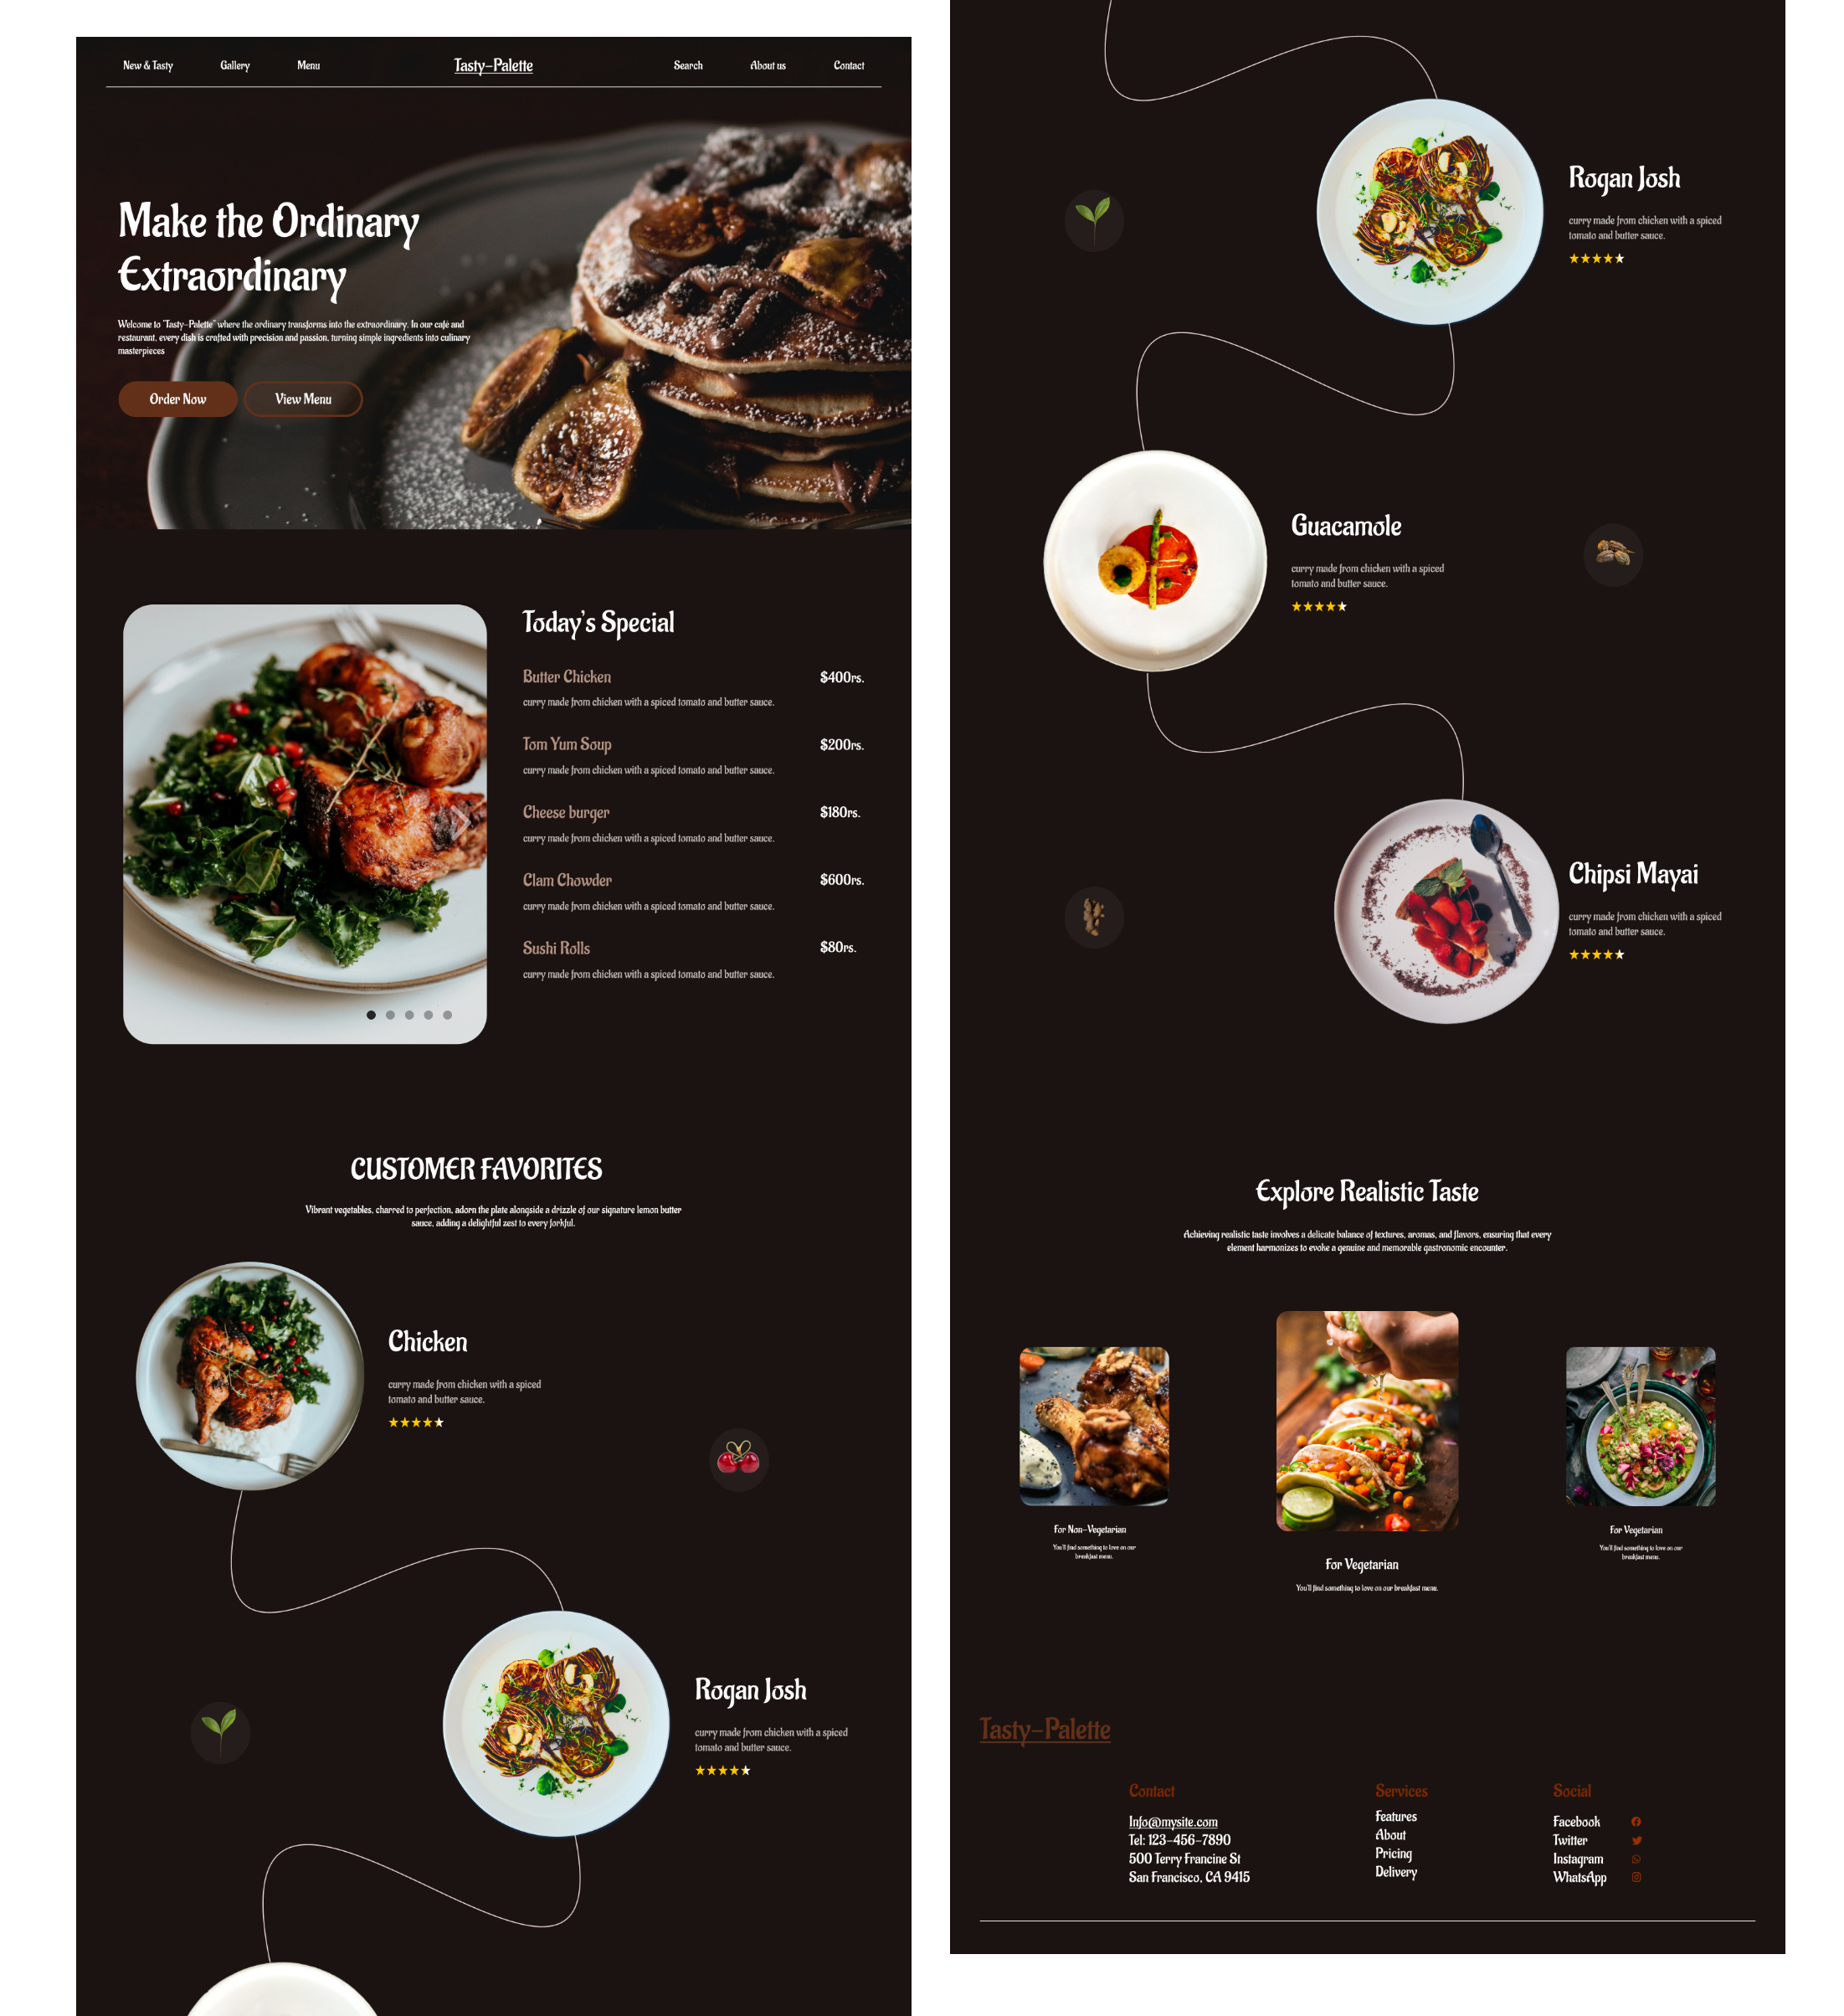 New & Tasty
Gallery
Menu
Tasty-Palette
Search
About us
Contact
Make the Ordinary
Extraordinary
Welcome to "Tasty-Palette" where the ordinary transforms into the extraordinary. In our café and
restaurant, every dish is crafted with precision and passion, turning simple ingredients into culinary
masterpieces
Order Now
View Menu
Today's Special
Butter Chicken
$400rs.
curry made from chicken with a spiced tomato and butter sauce.
Tom Yum Soup
$200rs.
curry made from chicken with a spiced tomato and butter sauce.
Cheese burger
$180rs.
curry made from chicken with a spiced tomato and butter sauce.
Clam Chowder
$600rs.
curry made from chicken with a spiced tomato and butter sauce.
Sushi Rolls
$80rs.
curry made from chicken with a spiced tomato and butter sauce.
CUSTOMER FAVORITES
Vibrant vegetables, charred to perfection, adorn the plate alongside a drizzle of our signature lemon butter
sauce, adding a delightful zest to every forkful.
Chicken
curry made from chicken with a spiced
tomato and butter sauce.
Rogan Josh
curry made from chicken with a spiced
tomato and butter sauce.
Rogan Josh
curry made from chicken with a spiced
tomato and butter sauce.
Guacamole
curry made from chicken with a spiced
tomato and butter sauce.
Chipsi Mayai
curry made from chicken with a spiced
tomato and butter sauce.
Explore Realistic Taste
Achieving realistic taste involves a delicate balance of textures, aromas, and flavors, ensuring that every
element harmonizes to evoke a genuine and memorable gastronomic encounter.
For Non-Vegetarian
You'll find something to love on our
breakfast menu.
For Vegetarian
You'll find something to love on our breakfast menu.
For Vegetarian
You'll find something to love on our
breakfast menu.
Tasty-Palette
Contact
Info@mysite.com
Tel: 123-456-7890
500 Terry Francine St
San Francisco, CA 9415
Services
Features
About
Pricing
Delivery
Social
Facebook
Twitter
Instagram
WhatsApp